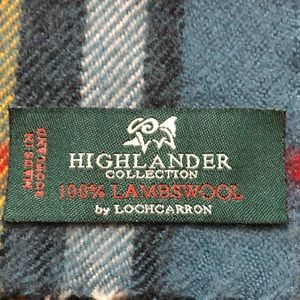 MADE IN
SCOTLAND
HIGHLANDER
COLLECTION
100% LAMBSWOOL
by LOCHCARRON